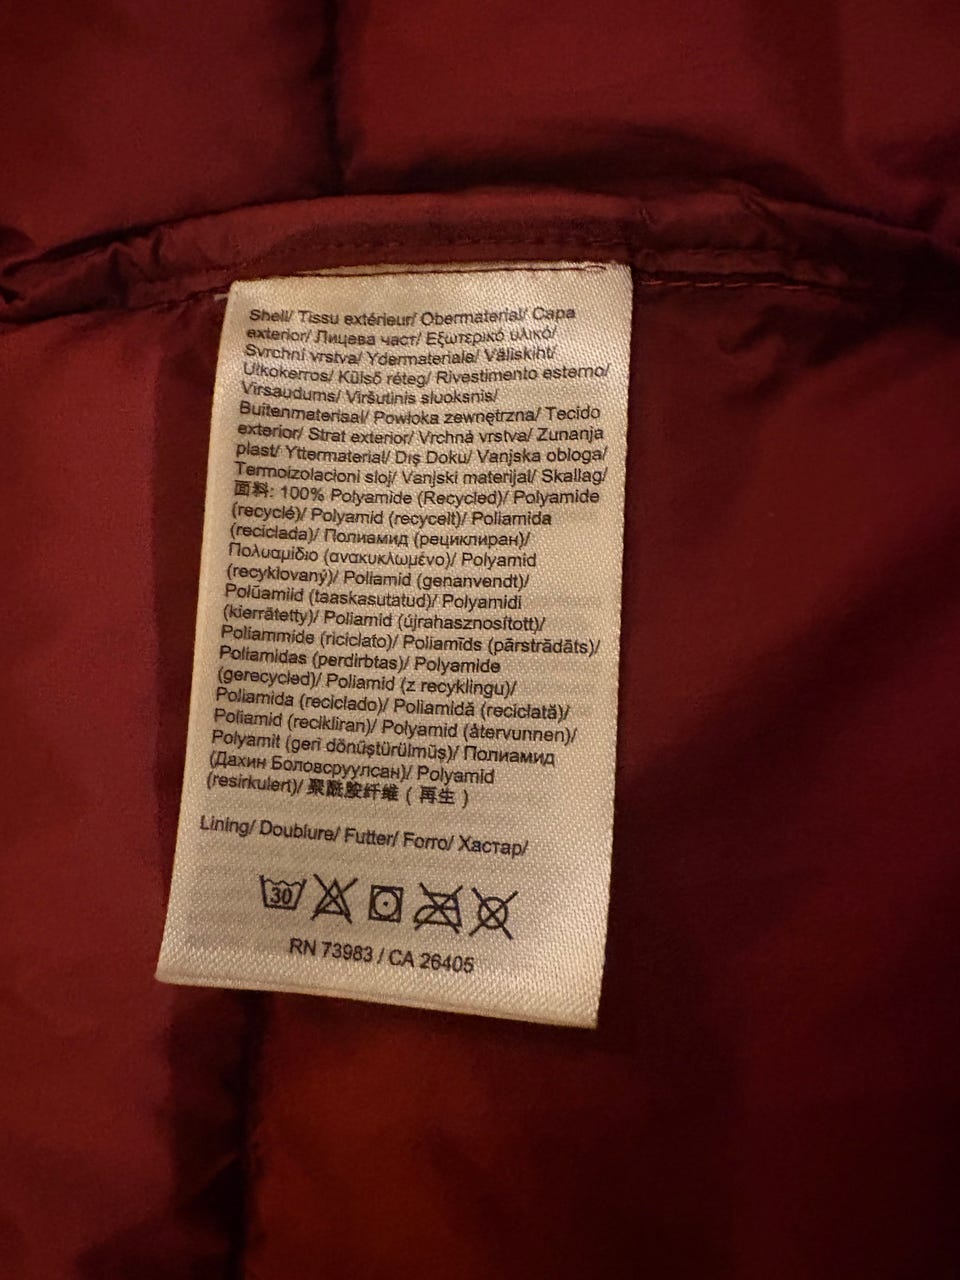 Shell/ Tissu extérieur/ Obermaterial/ Capa
exterior/ Лицева част/ Εξωτερικό υλικό/
Svrchní vrstva/ Ydermateriale/ Väliskiht/
Ulkokerros/ Külső réteg/ Rivestimento esterno/
Virsaudums/ Viršutinis sluoksnis/
Buitenmateriaal/ Powłoka zewnętrzna/ Tecido
exterior/ Strat exterior/ Vrchná vrstva/ Zunanja
plast/ Yttermaterial/ Dış Doku/ Vanjska obloga/
Termoizolacioni sloj/ Vanjski materijal/ Skallag/
面料: 100% Polyamide (Recycled)/ Polyamide
(recyclé)/ Polyamid (recycelt)/ Poliamida
(reciclada)/ Полиамид (рециклиран)/
Πολυαμίδιο (ανακυκλωμένο)/ Polyamid
(recyklovaný)/ Poliamid (genanvendt)/
Polüamiid (taaskasutatud)/ Polyamidi
(kierrätetty)/ Poliamid (újrahasznosított)/
Poliammide (riciclato)/ Poliamīds (pārstrādāts)/
Poliamidas (perdirbtas)/ Polyamide
(gerecycled)/ Poliamid (z recyklingu)/
Poliamida (reciclado)/ Poliamidă (reciclată)/
Poliamid (recikliran)/ Polyamid (återvunnen)/
Polyamit (geri dönüştürülmüş)/ Полиамид
(Дахин Боловсруулсан)/ Polyamid
(resirkulert)/ 聚酰胺纤维 ( 再生 )
Lining/ Doublure/ Futter/ Forro/ Хастар/
30
RN 73983 / CA 26405